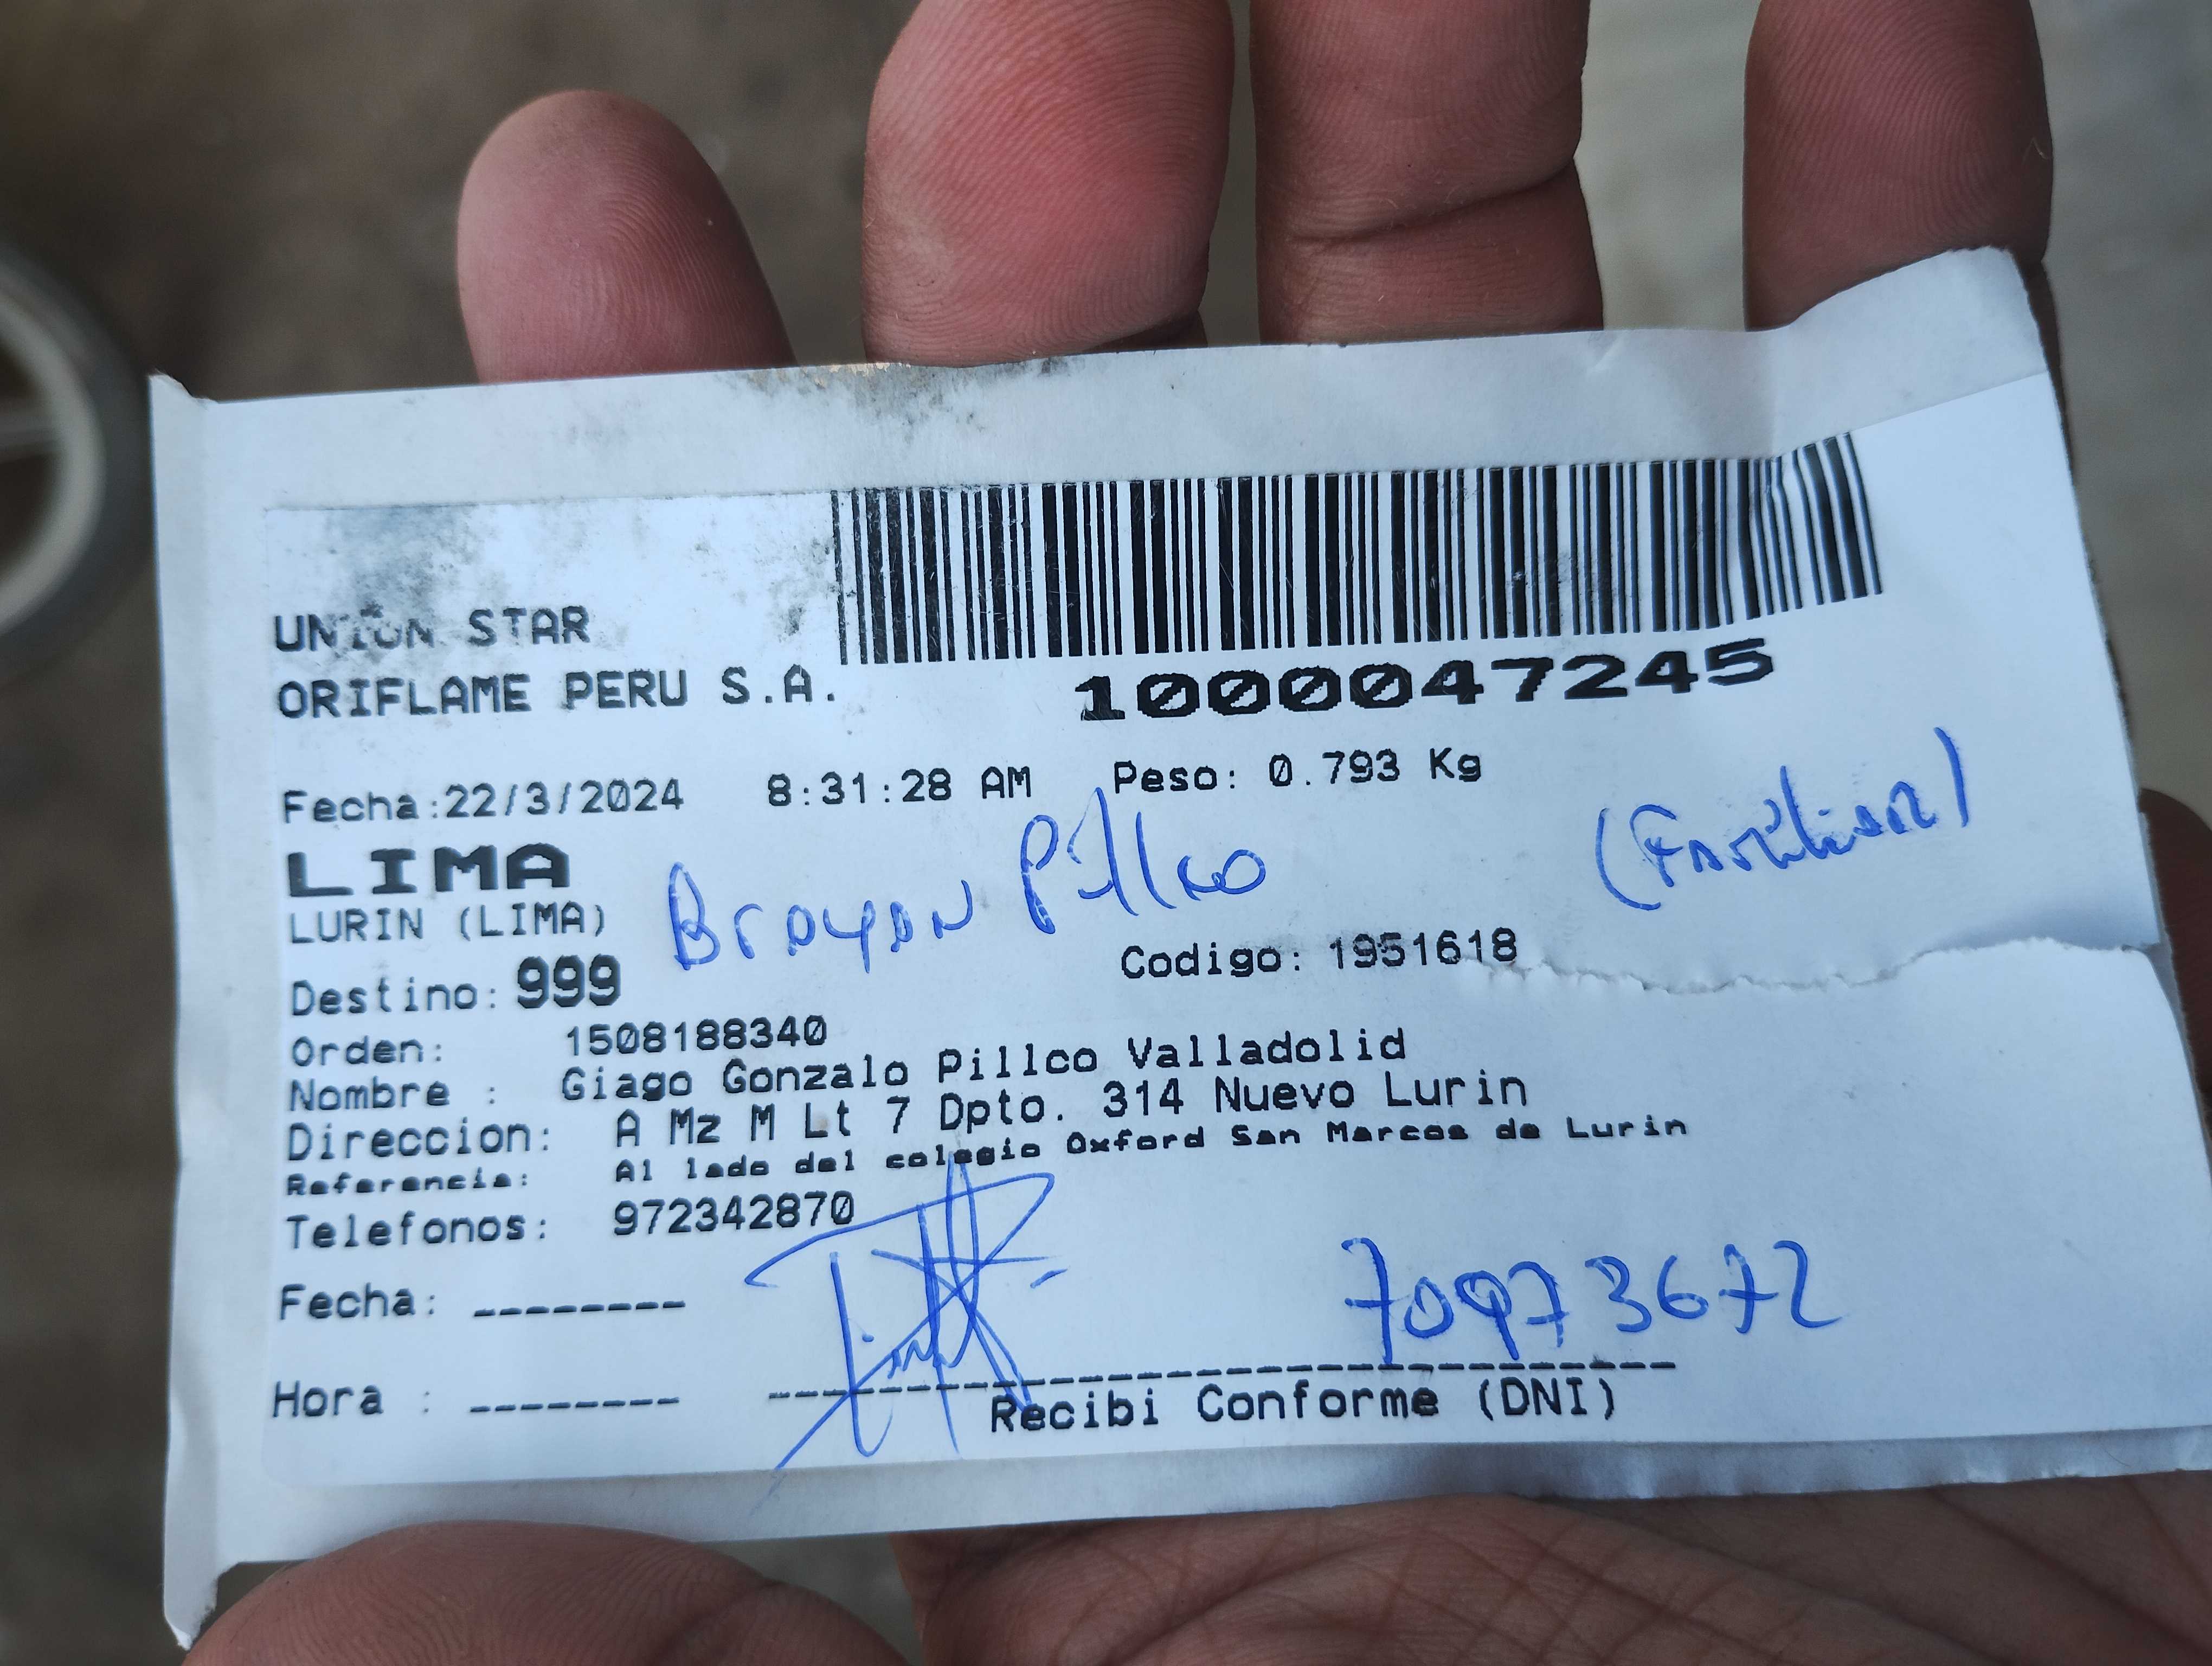 UNION STAR
ORIFLAME PERU S.A.
1000047245
Fecha:22/3/2024 8:31:28 AM Peso: 0.793 Kg
LIMA
LURIN (LIMA)
Brayan Pillco (Familiar)
Destino: 999 Codigo: 1951618
Orden: 1508188340
Nombre : Giago Gonzalo Pillco Valladolid
Direccion: A Mz M Lt 7 Dpto. 314 Nuevo Lurin
Referencia: Al lado del colegio Oxford San Marcos de Lurin
Telefonos: 972342870
Fecha: --------
70973672
Hora : --------
Recibi Conforme (DNI)